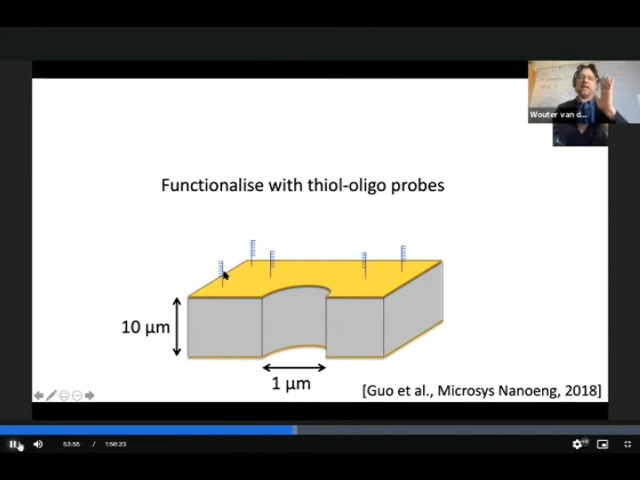 Wouter van d...
Functionalise with thiol-oligo probes
10 µm
1 µm
[Guo et al., Microsys Nanoeng, 2018]
53:56 / 1:58:23